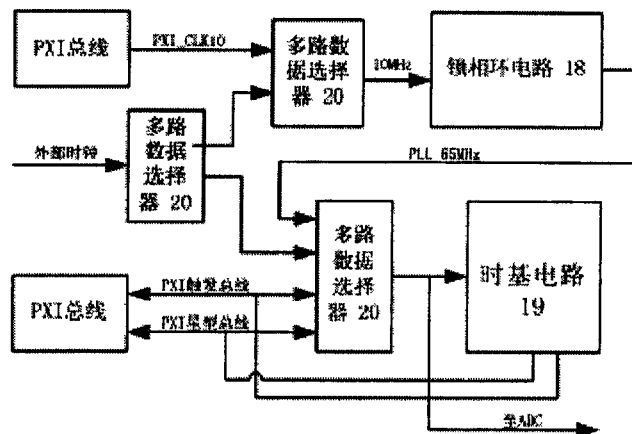 PXI总线
PXI_CLK10
多路数
据选择
器 20
10MHz
锁相环电路 18
外部时钟
多路
数据
选择
器 20
PLL 65MHz
多路
数据
选择
器 20
时基电路
19
PXI总线
PXI触发总线
PXI星型总线
至ADC